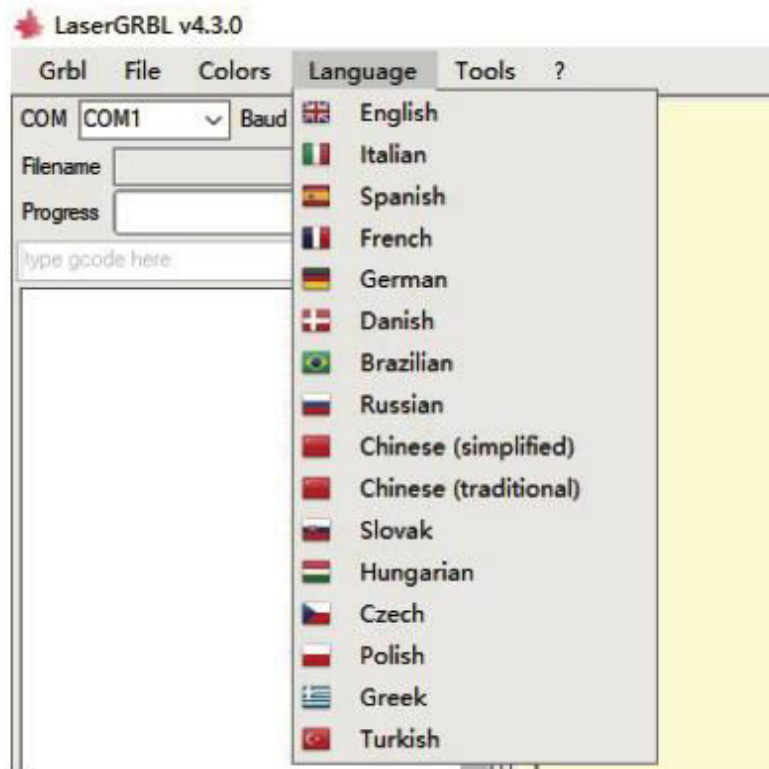 LaserGRBL v4.3.0
Grbl File Colors Language Tools ?
COM COM1 Baud
Filename
Progress
type gcode here
English
Italian
Spanish
French
German
Danish
Brazilian
Russian
Chinese (simplified)
Chinese (traditional)
Slovak
Hungarian
Czech
Polish
Greek
Turkish